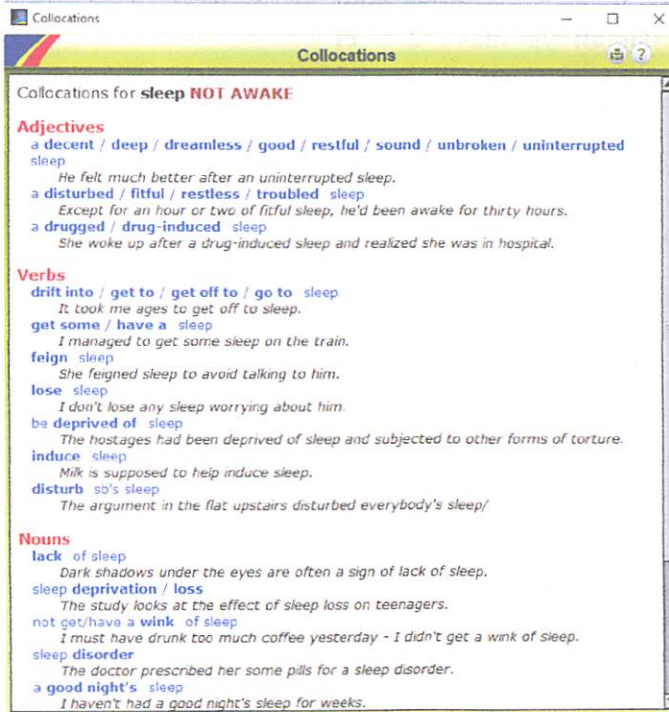 Collocations
Collocations
?
Collocations for sleep NOT AWAKE
Adjectives
a decent / deep / dreamless / good / restful / sound / unbroken / uninterrupted
sleep
He felt much better after an uninterrupted sleep.
a disturbed / fitful / restless / troubled sleep
Except for an hour or two of fitful sleep, he'd been awake for thirty hours.
a drugged / drug-induced sleep
She woke up after a drug-induced sleep and realized she was in hospital.
Verbs
drift into / get to / get off to / go to sleep
It took me ages to get off to sleep.
get some / have a sleep
I managed to get some sleep on the train.
feign sleep
She feigned sleep to avoid talking to him.
lose sleep
I don't lose any sleep worrying about him.
be deprived of sleep
The hostages had been deprived of sleep and subjected to other forms of torture.
induce sleep
Milk is supposed to help induce sleep.
disturb sb's sleep
The argument in the flat upstairs disturbed everybody's sleep/
Nouns
lack of sleep
Dark shadows under the eyes are often a sign of lack of sleep.
sleep deprivation / loss
The study looks at the effect of sleep loss on teenagers.
not get/have a wink of sleep
I must have drunk too much coffee yesterday - I didn't get a wink of sleep.
sleep disorder
The doctor prescribed her some pills for a sleep disorder.
a good night's sleep
I haven't had a good night's sleep for weeks.